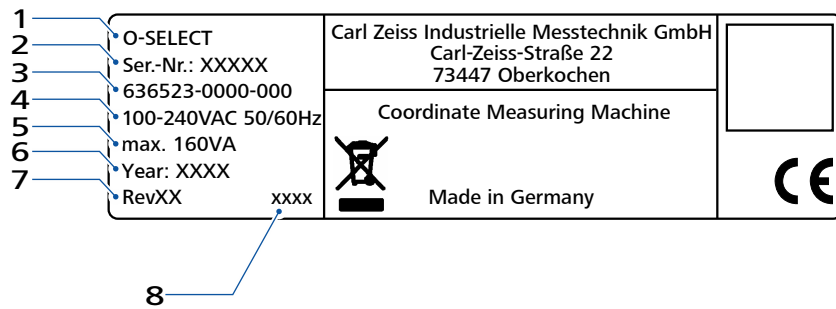 1
2
3
4
5
6
7
8
O-SELECT
Ser.-Nr.: XXXXX
636523-0000-000
100-240VAC 50/60Hz
max. 160VA
Year: XXXX
RevXX
xxxx
Carl Zeiss Industrielle Messtechnik GmbH
Carl-Zeiss-Straße 22
73447 Oberkochen
Coordinate Measuring Machine
Made in Germany
CE